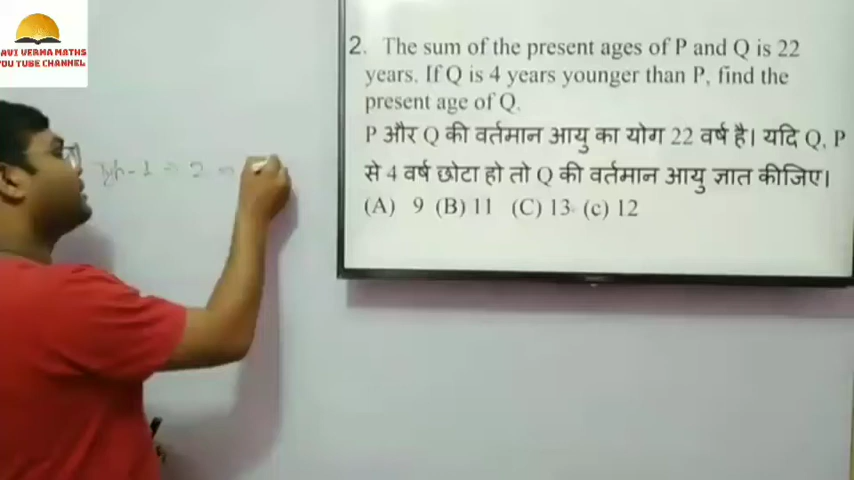 AVI VERMA MATHS
YOU TUBE CHANNEL
2. The sum of the present ages of P and Q is 22
years. If Q is 4 years younger than P, find the
present age of Q.
P और Q की वर्तमान आयु का योग 22 वर्ष है। यदि Q, P
से 4 वर्ष छोटा हो तो Q की वर्तमान आयु ज्ञात कीजिए।
(A) 9 (B) 11 (C) 13 (c) 12